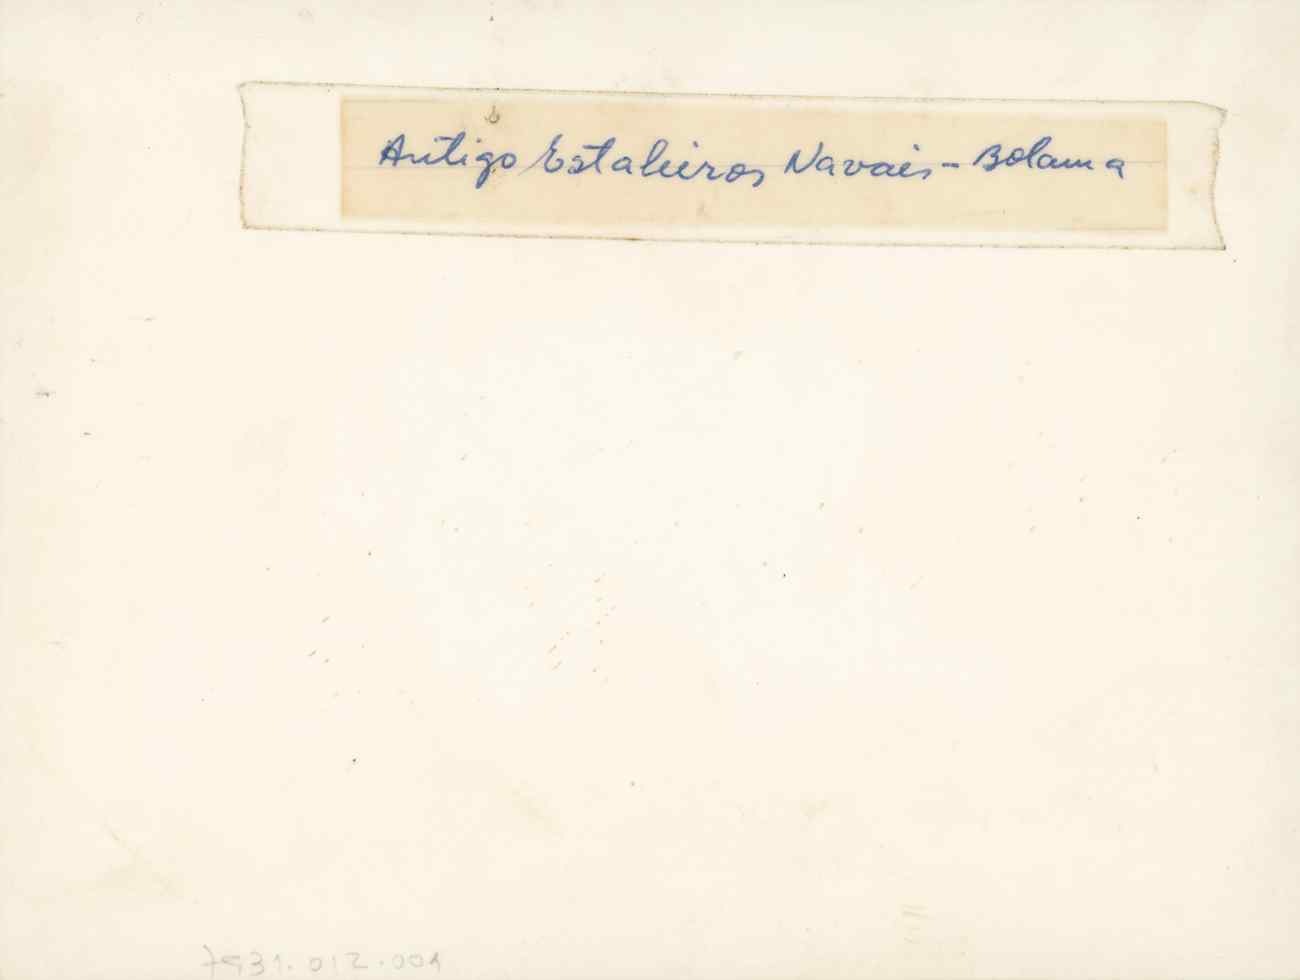 Antigo Estaleiros Navais - Bolama
7931.012.001